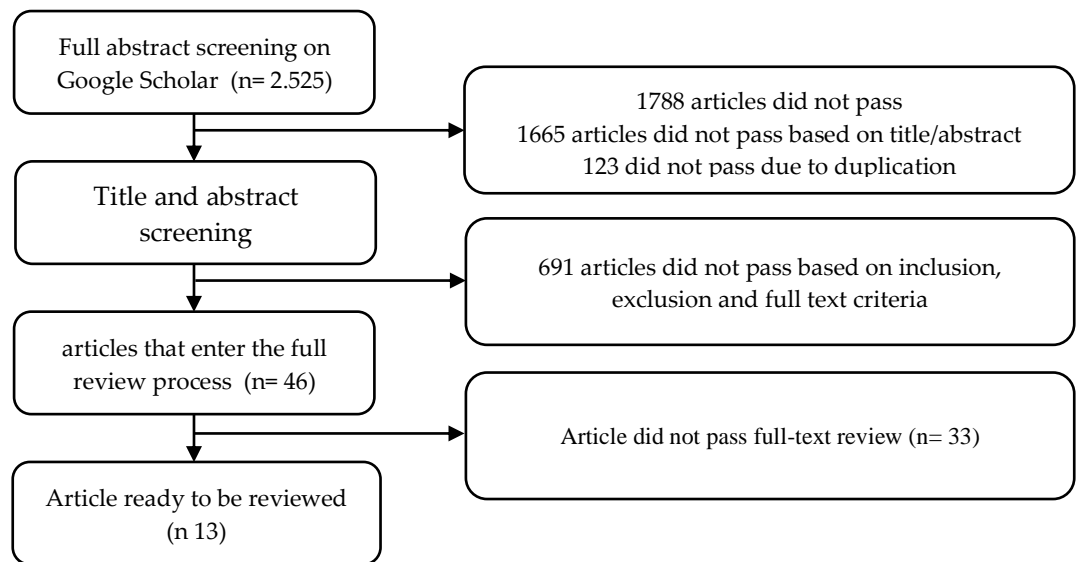 Full abstract screening on
Google Scholar (n= 2.525)
1788 articles did not pass
1665 articles did not pass based on title/abstract
123 did not pass due to duplication
Title and abstract
screening
691 articles did not pass based on inclusion,
exclusion and full text criteria
articles that enter the full
review process (n= 46)
Article did not pass full-text review (n= 33)
Article ready to be reviewed
(n 13)